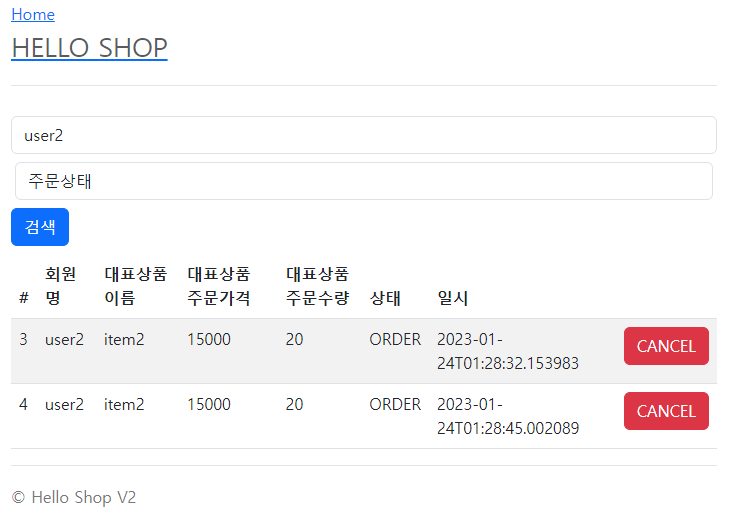 Home
HELLO SHOP
user2
주문상태
검색
# 회원명 대표상품 이름 대표상품 주문가격 대표상품 주문수량 상태 일시
3 user2 item2 15000 20 ORDER 2023-01-24T01:28:32.153983 CANCEL
4 user2 item2 15000 20 ORDER 2023-01-24T01:28:45.002089 CANCEL
© Hello Shop V2